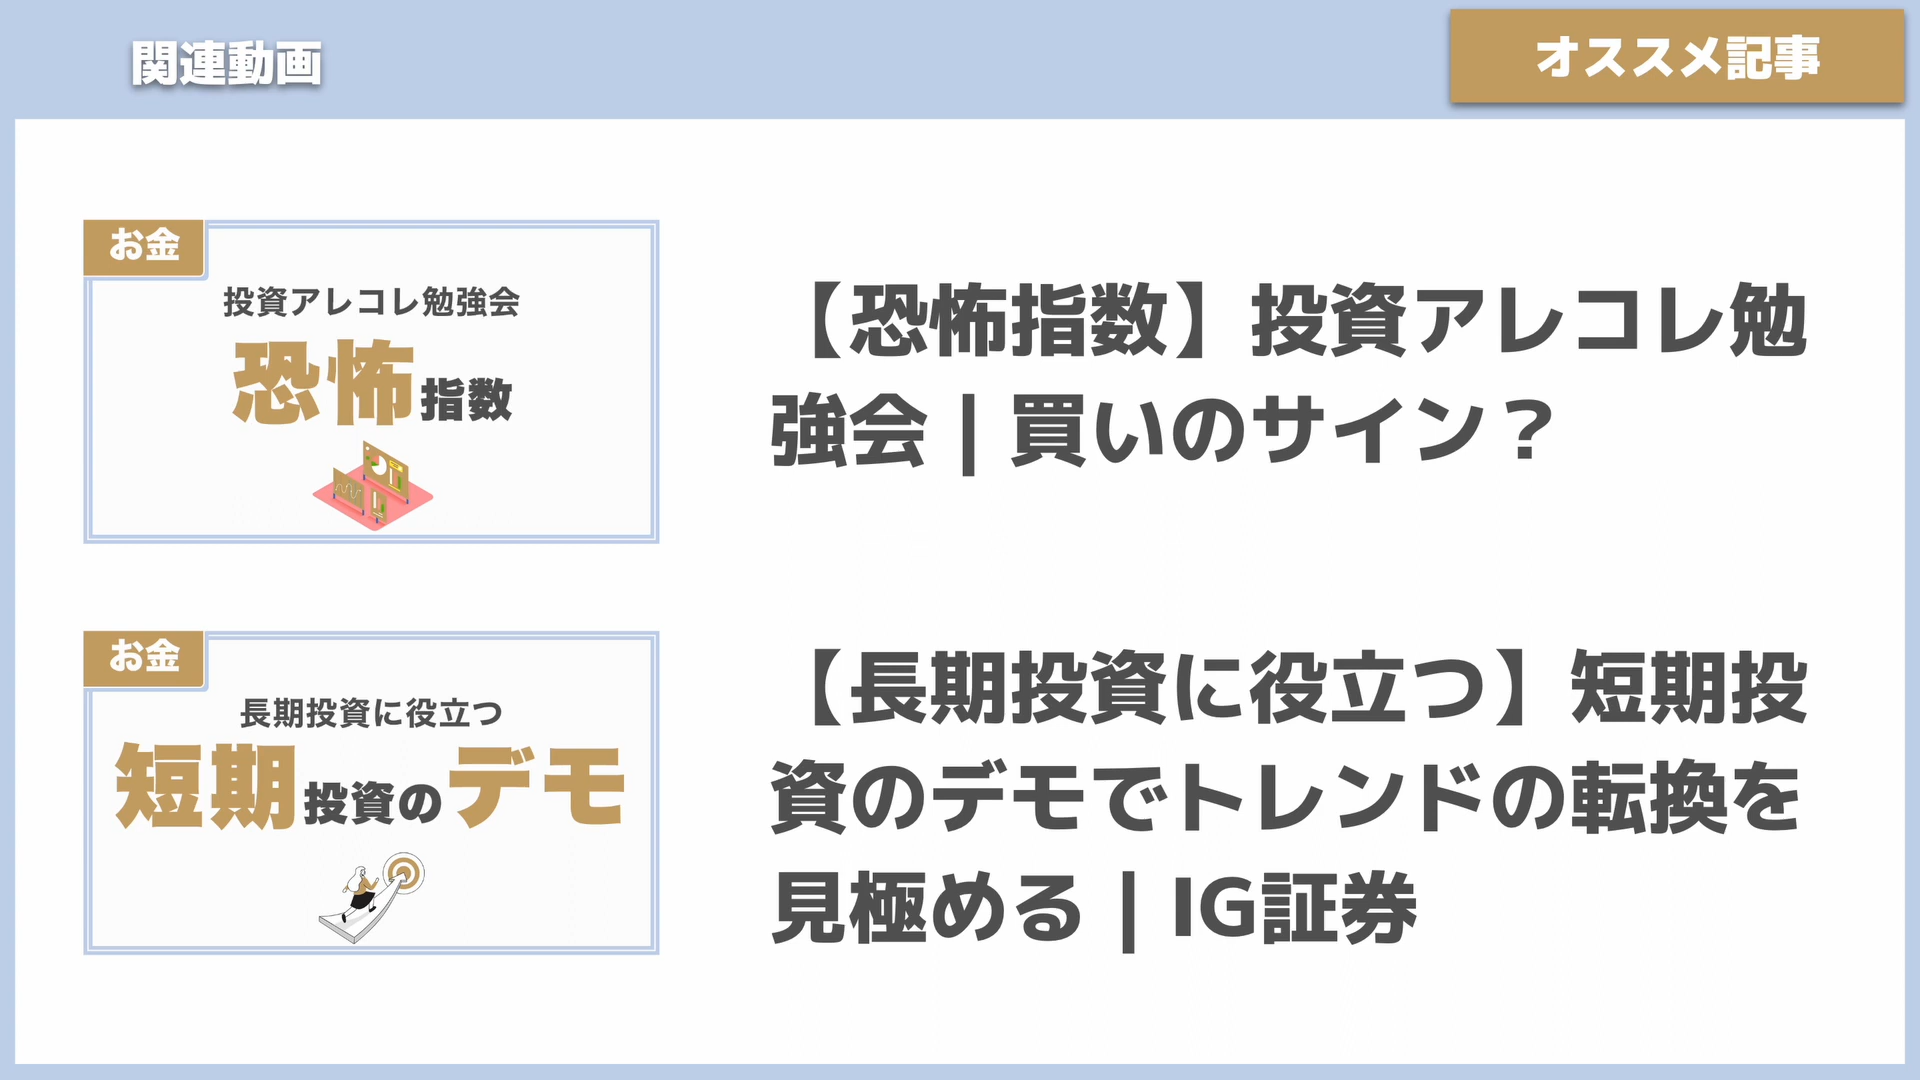 関連動画
オススメ記事
お金
投資アレコレ勉強会
恐怖指数
【恐怖指数】投資アレコレ勉
強会 | 買いのサイン？
お金
長期投資に役立つ
短期投資のデモ
【長期投資に役立つ】短期投
資のデモでトレンドの転換を
見極める | IG証券